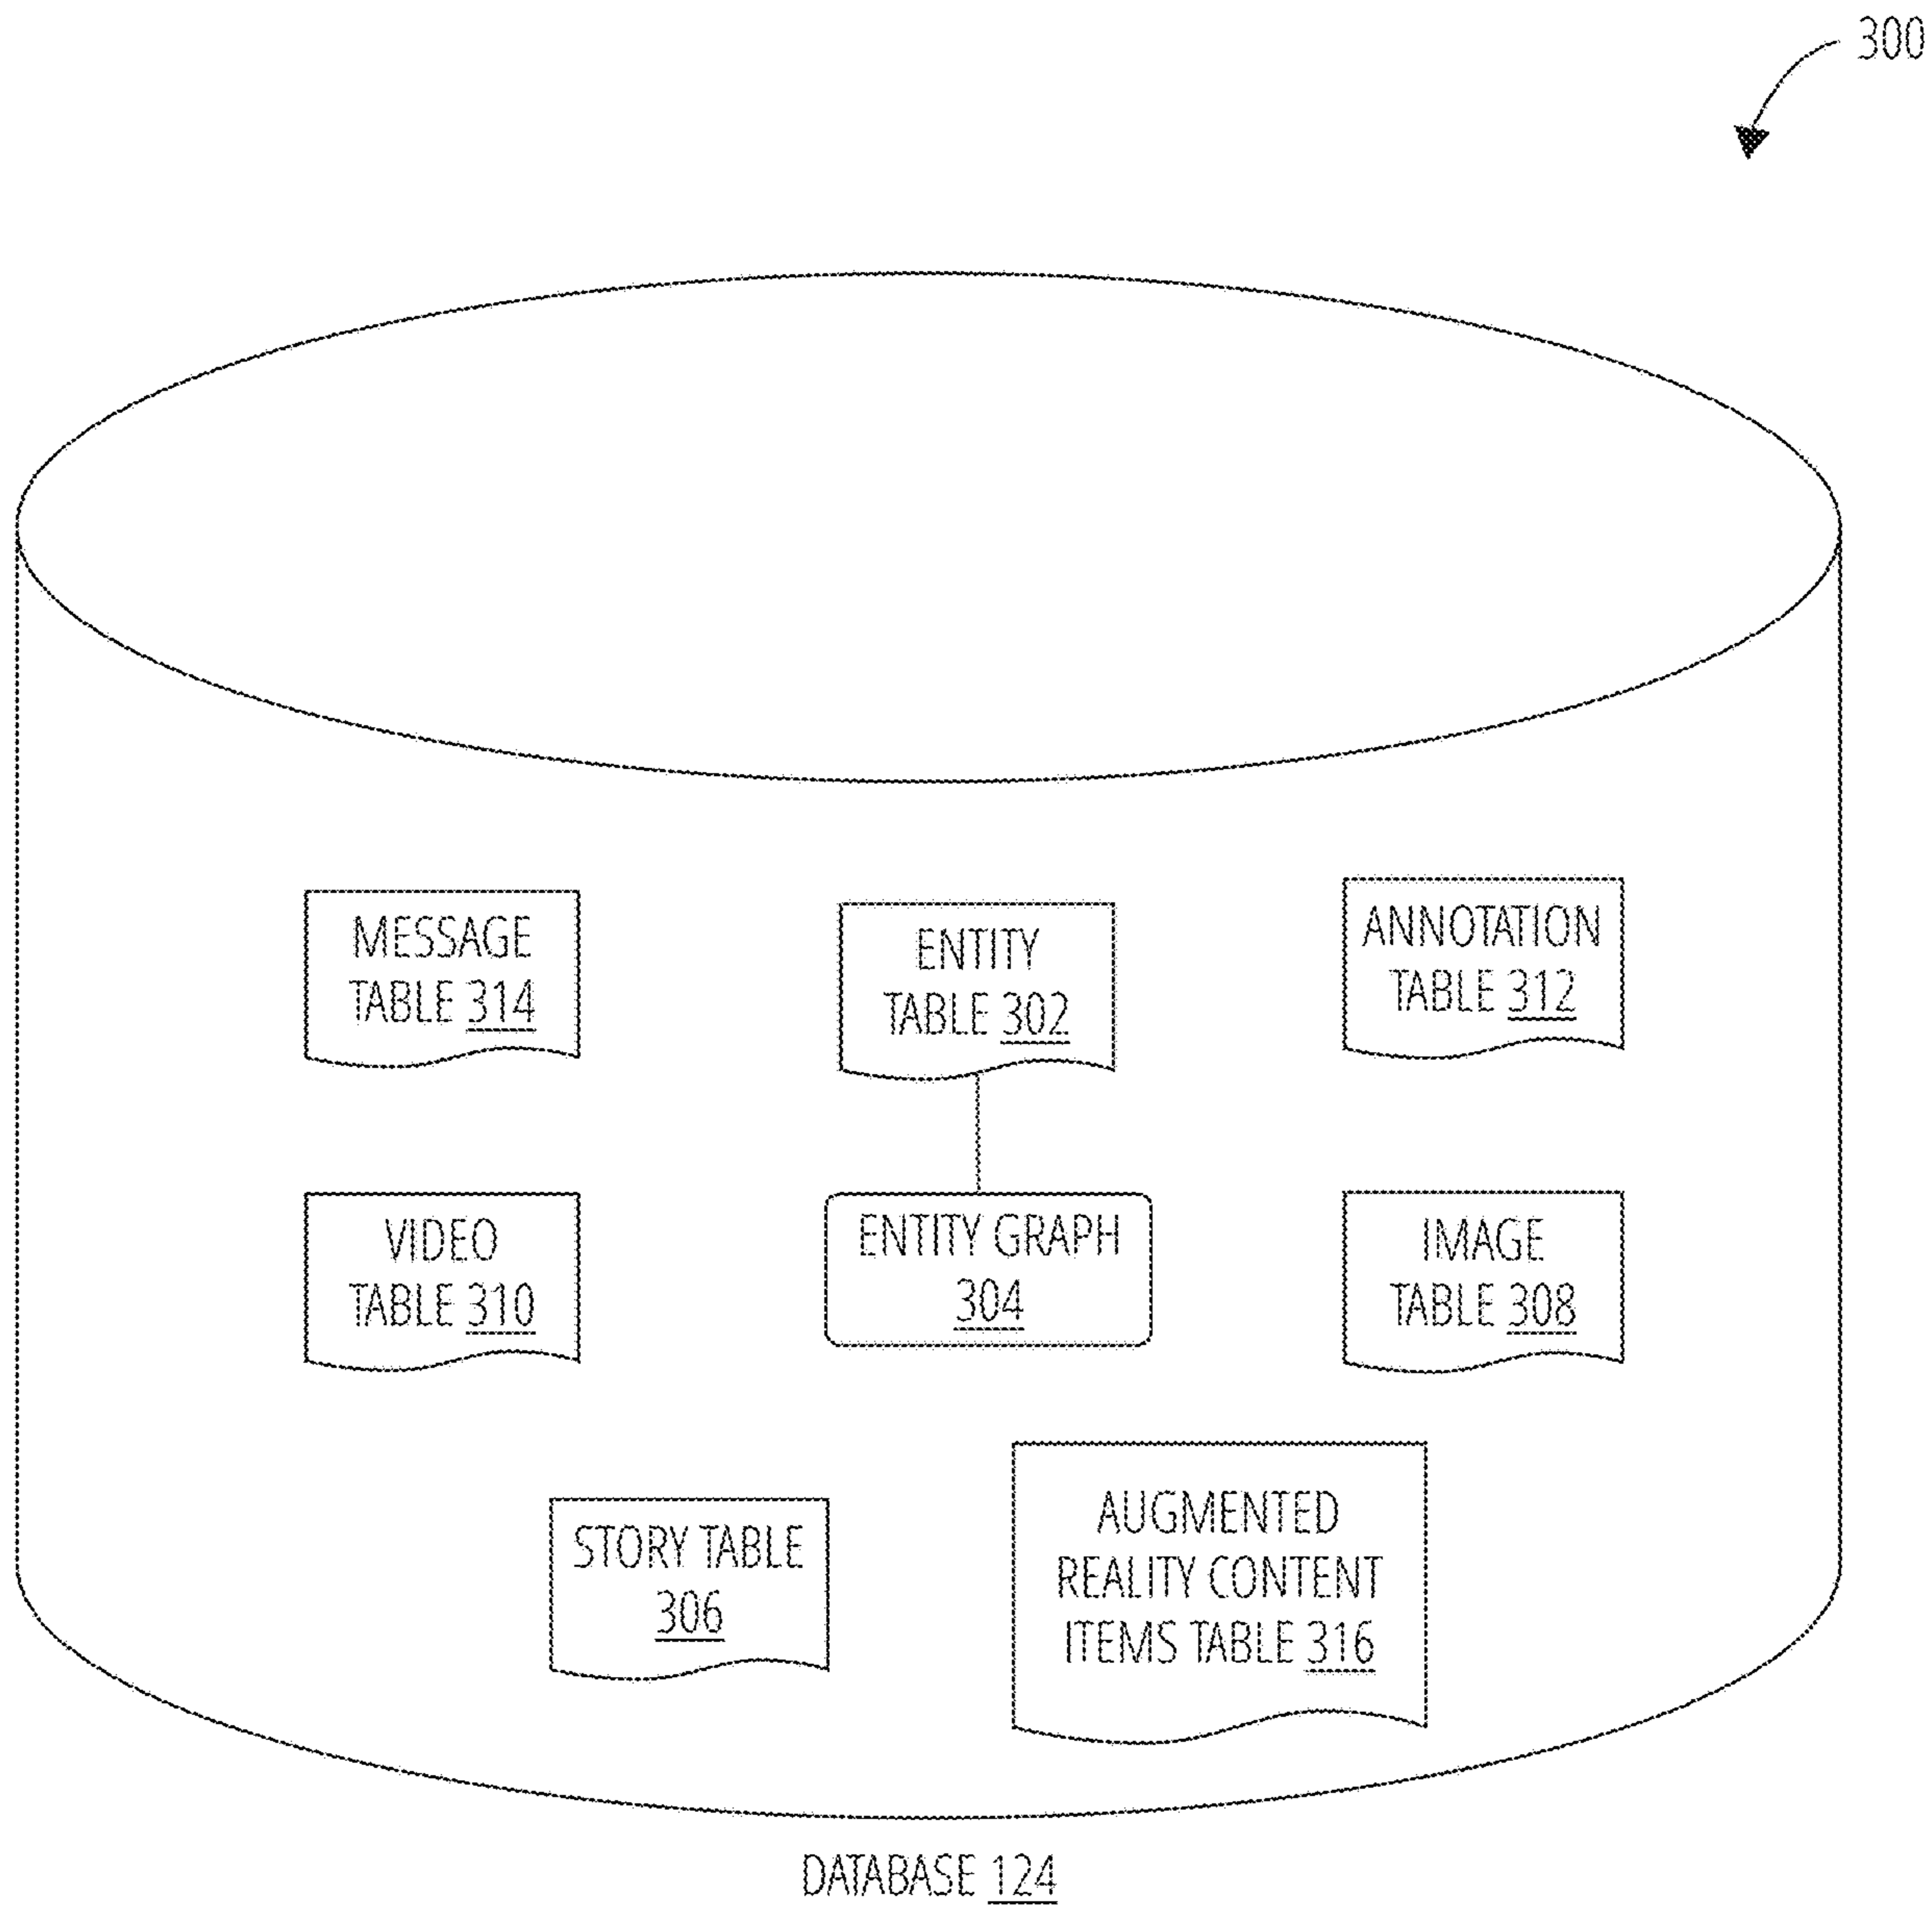 300
MESSAGE
TABLE 314
ENTITY
TABLE 302
ANNOTATION
TABLE 312
VIDEO
TABLE 310
ENTITY GRAPH
304
IMAGE
TABLE 308
STORY TABLE
306
AUGMENTED
REALITY CONTENT
ITEMS TABLE 316
DATABASE 124